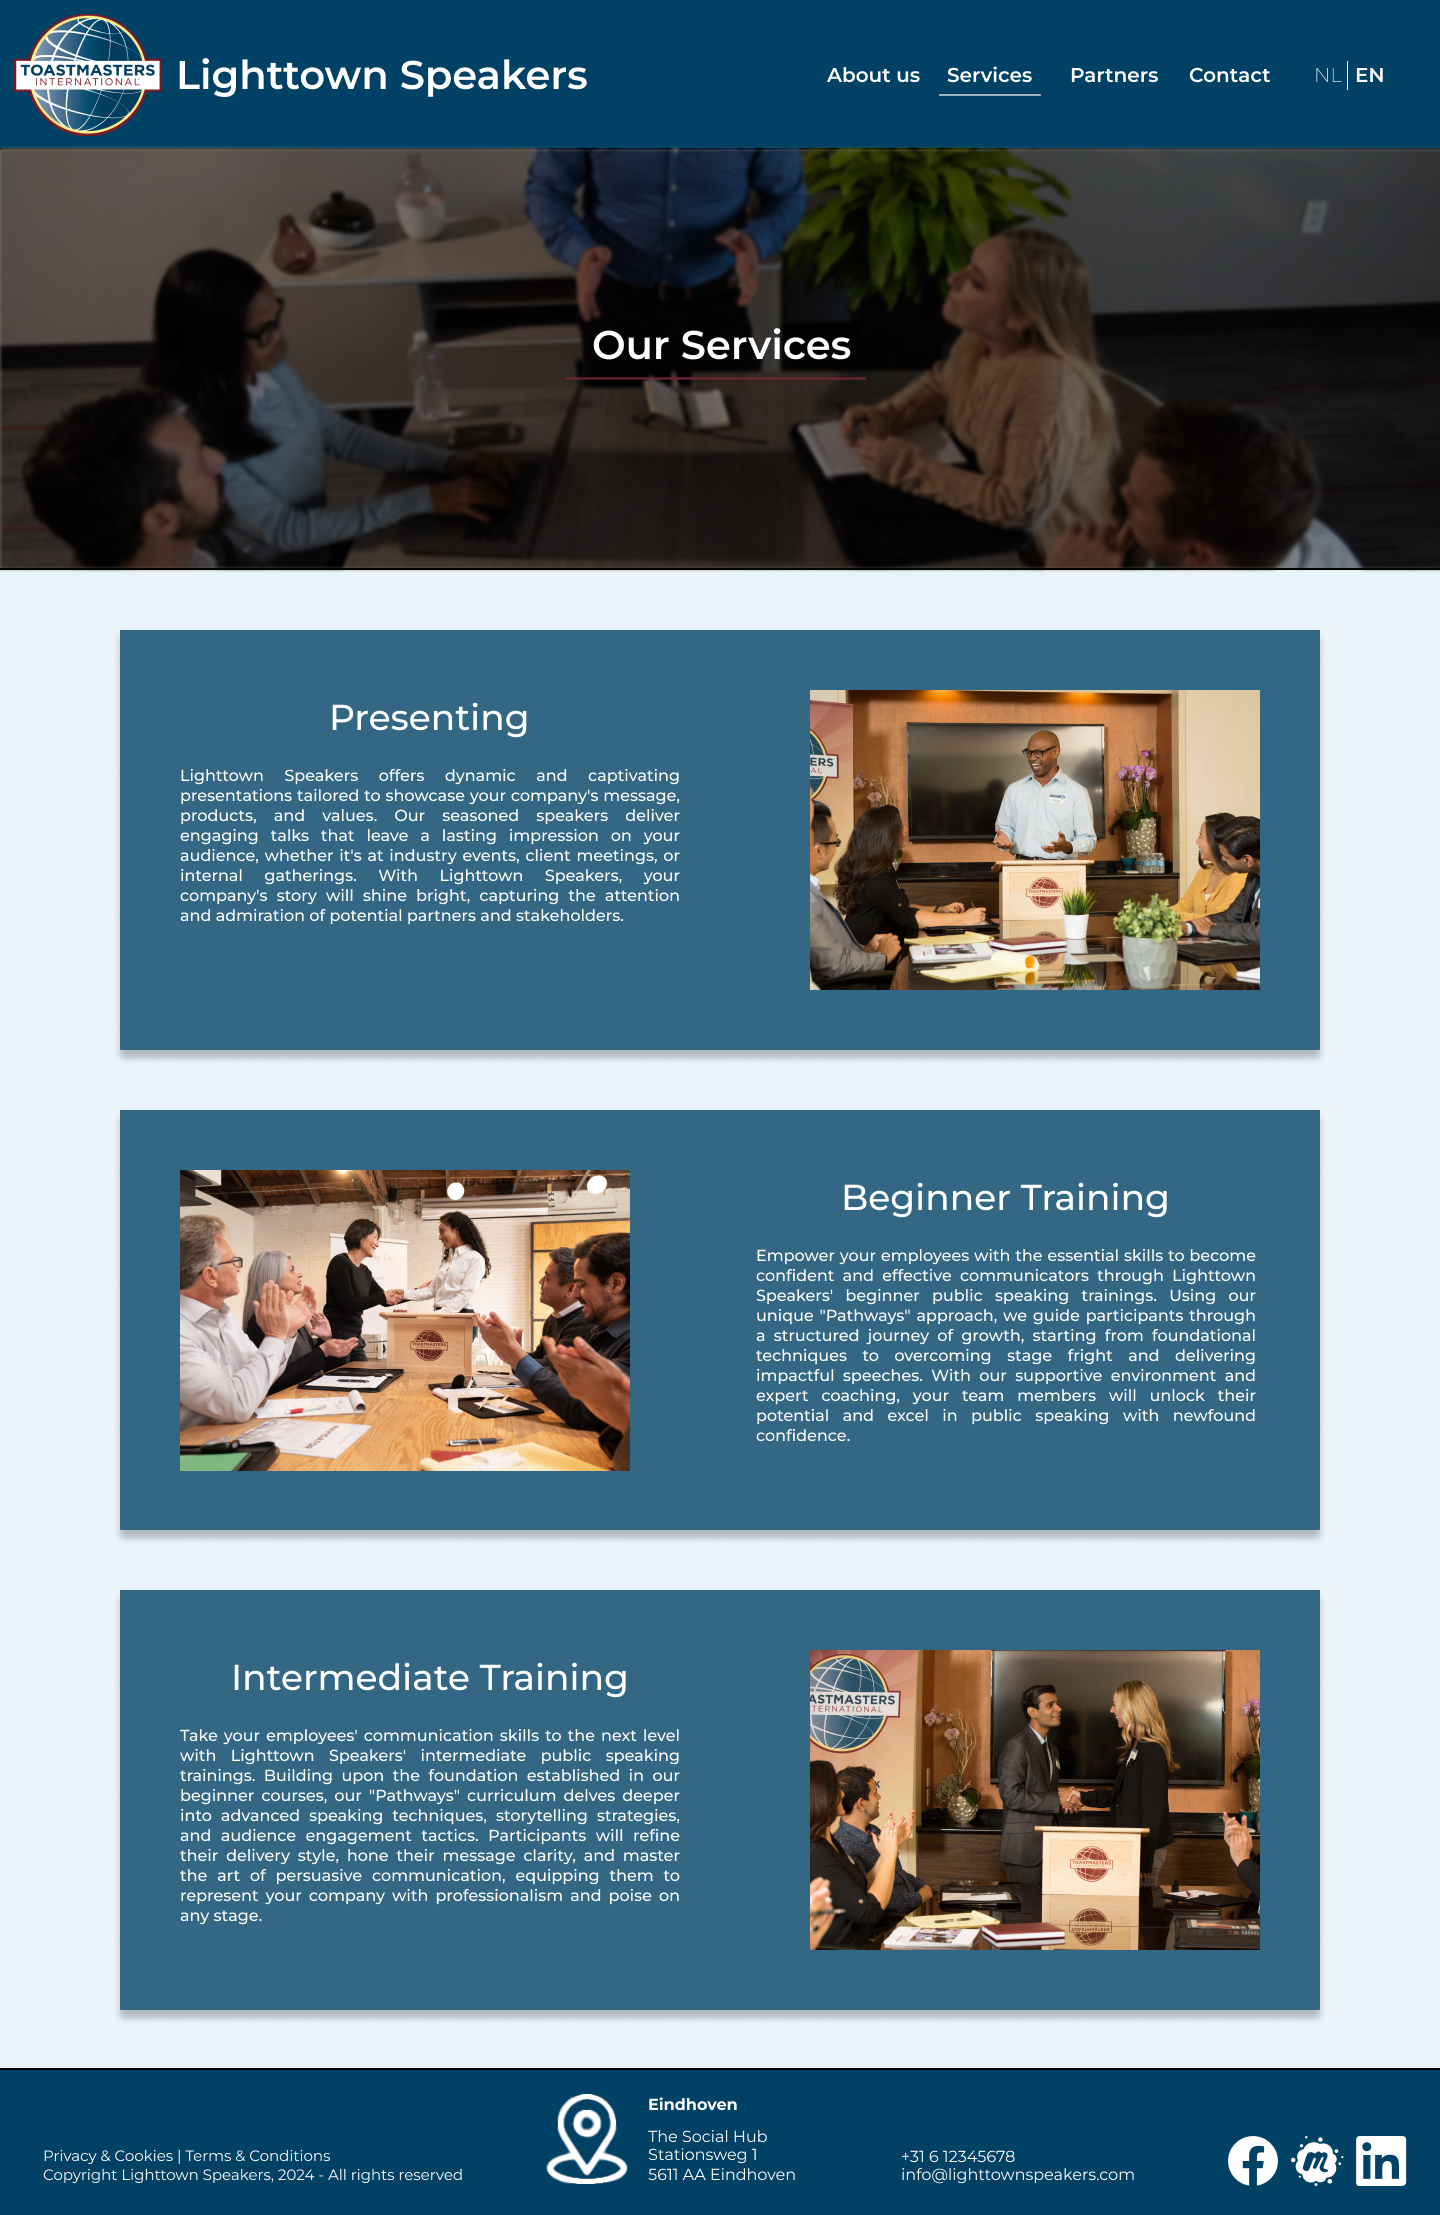 TOASTMASTERS
INTERNATIONAL
Lighttown Speakers
About us
Services
Partners
Contact
NL
EN
Our Services
Presenting
Lighttown Speakers offers dynamic and captivating
presentations tailored to showcase your company's message,
products, and values. Our seasoned speakers deliver
engaging talks that leave a lasting impression on your
audience, whether it's at industry events, client meetings, or
internal gatherings. With Lighttown Speakers, your
company's story will shine bright, capturing the attention
and admiration of potential partners and stakeholders.
ERS
AL
TOASTMASTERS
TOASTMASTERS
Beginner Training
Empower your employees with the essential skills to become
confident and effective communicators through Lighttown
Speakers' beginner public speaking trainings. Using our
unique "Pathways" approach, we guide participants through
a structured journey of growth, starting from foundational
techniques to overcoming stage fright and delivering
impactful speeches. With our supportive environment and
expert coaching, your team members will unlock their
potential and excel in public speaking with newfound
confidence.
Intermediate Training
Take your employees' communication skills to the next level
with Lighttown Speakers' intermediate public speaking
trainings. Building upon the foundation established in our
beginner courses, our "Pathways" curriculum delves deeper
into advanced speaking techniques, storytelling strategies,
and audience engagement tactics. Participants will refine
their delivery style, hone their message clarity, and master
the art of persuasive communication, equipping them to
represent your company with professionalism and poise on
any stage.
ASTMASTERS
TERNATIONAL
TOASTMASTERS
Privacy & Cookies | Terms & Conditions
Copyright Lighttown Speakers, 2024 - All rights reserved
Eindhoven
The Social Hub
Stationsweg 1
5611 AA Eindhoven
+31 6 12345678
info@lighttownspeakers.com
m
in